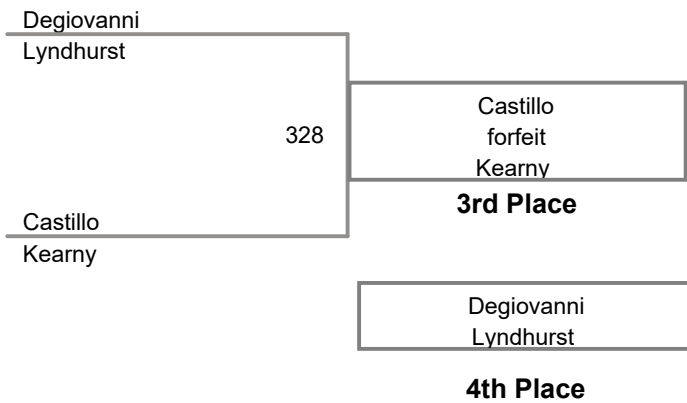 Degiovanni
Lyndhurst
328
Castillo
forfeit
Kearny
3rd Place
Castillo
Kearny
Degiovanni
Lyndhurst
4th Place